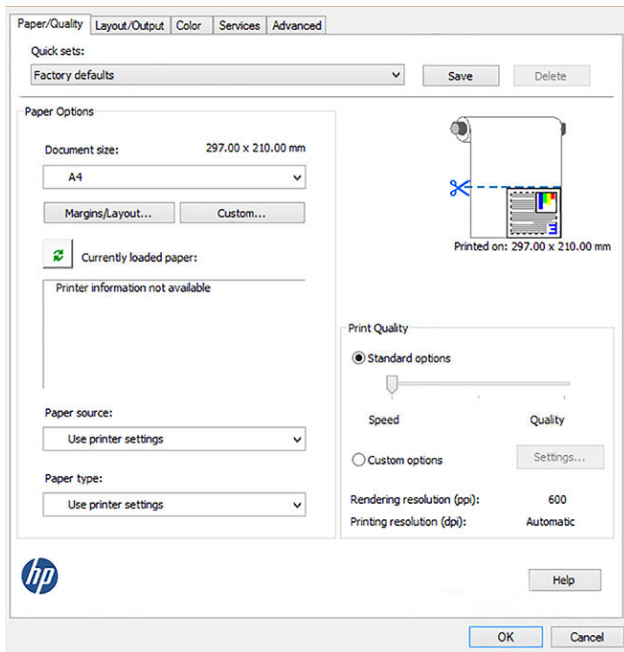 Paper/Quality Layout/Output Color Services Advanced
Quick sets:
Factory defaults Save Delete
Paper Options
Document size: 297.00 x 210.00 mm
A4
Margins/Layout... Custom...
Currently loaded paper:
Printer information not available
Paper source:
Use printer settings
Paper type:
Use printer settings
Printed on: 297.00 x 210.00 mm
Print Quality
Standard options
Speed Quality
Custom options Settings...
Rendering resolution (ppi): 600
Printing resolution (dpi): Automatic
hp
Help
OK Cancel